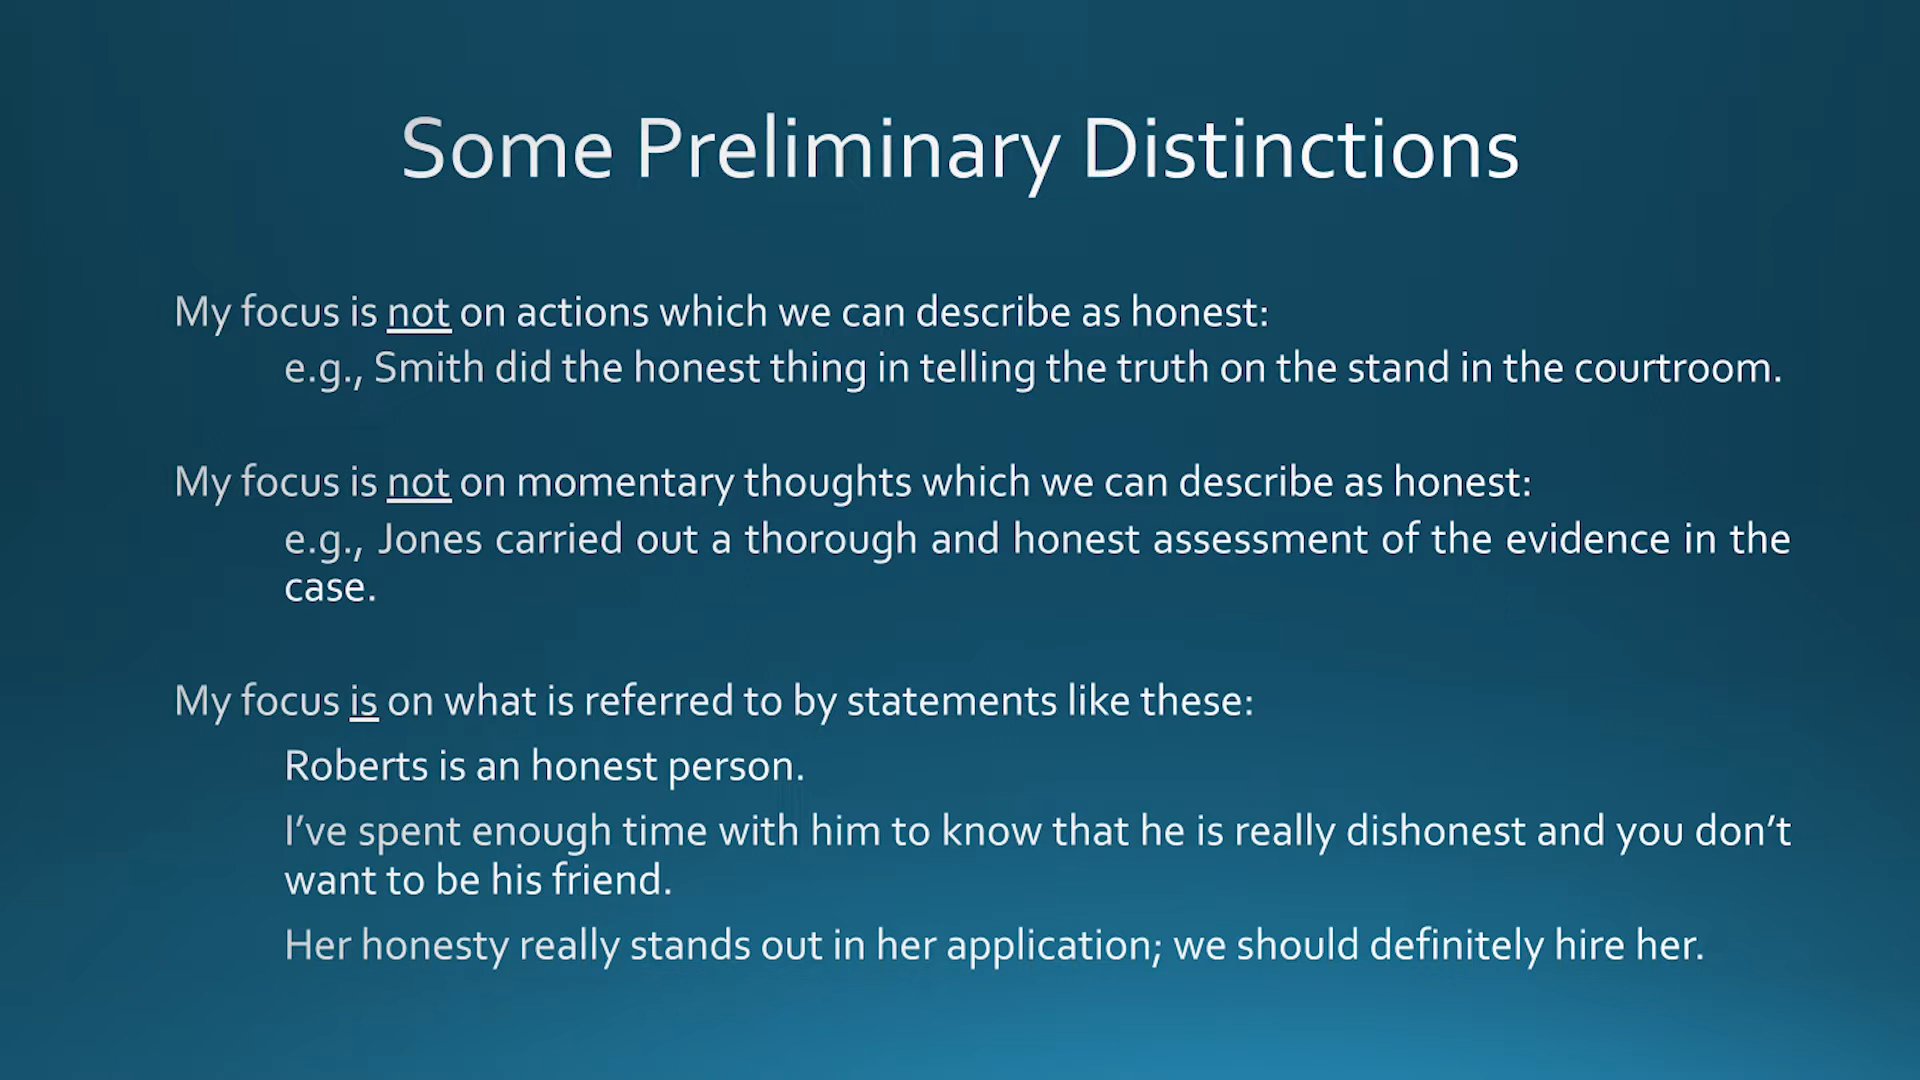 Some Preliminary Distinctions
My focus is not on actions which we can describe as honest:
e.g., Smith did the honest thing in telling the truth on the stand in the courtroom.
My focus is not on momentary thoughts which we can describe as honest:
e.g., Jones carried out a thorough and honest assessment of the evidence in the
case.
My focus is on what is referred to by statements like these:
Roberts is an honest person.
I’ve spent enough time with him to know that he is really dishonest and you don’t
want to be his friend.
Her honesty really stands out in her application; we should definitely hire her.